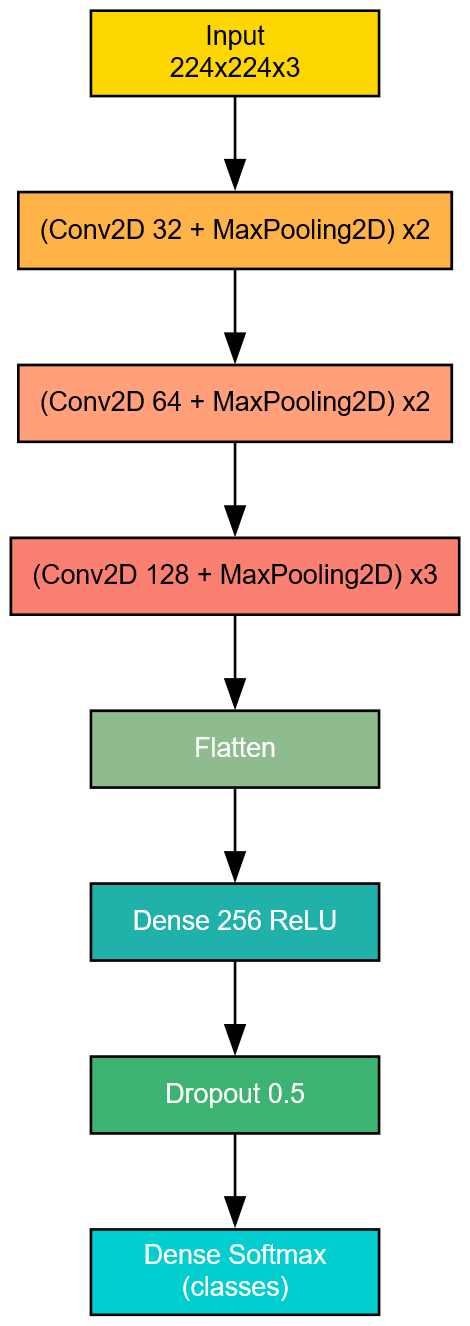 Input
224x224x3
(Conv2D 32 + MaxPooling2D) x2
(Conv2D 64 + MaxPooling2D) x2
(Conv2D 128 + MaxPooling2D) x3
Flatten
Dense 256 ReLU
Dropout 0.5
Dense Softmax
(classes)